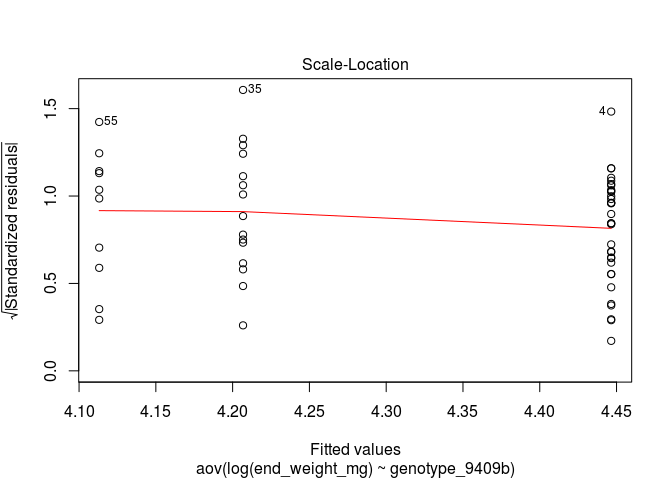 Scale-Location
√|Standardized residuals|
1.5
1.0
0.5
0.0
55
35
4
4.10 4.15 4.20 4.25 4.30 4.35 4.40 4.45
Fitted values
aov(log(end_weight_mg) ~ genotype_9409b)